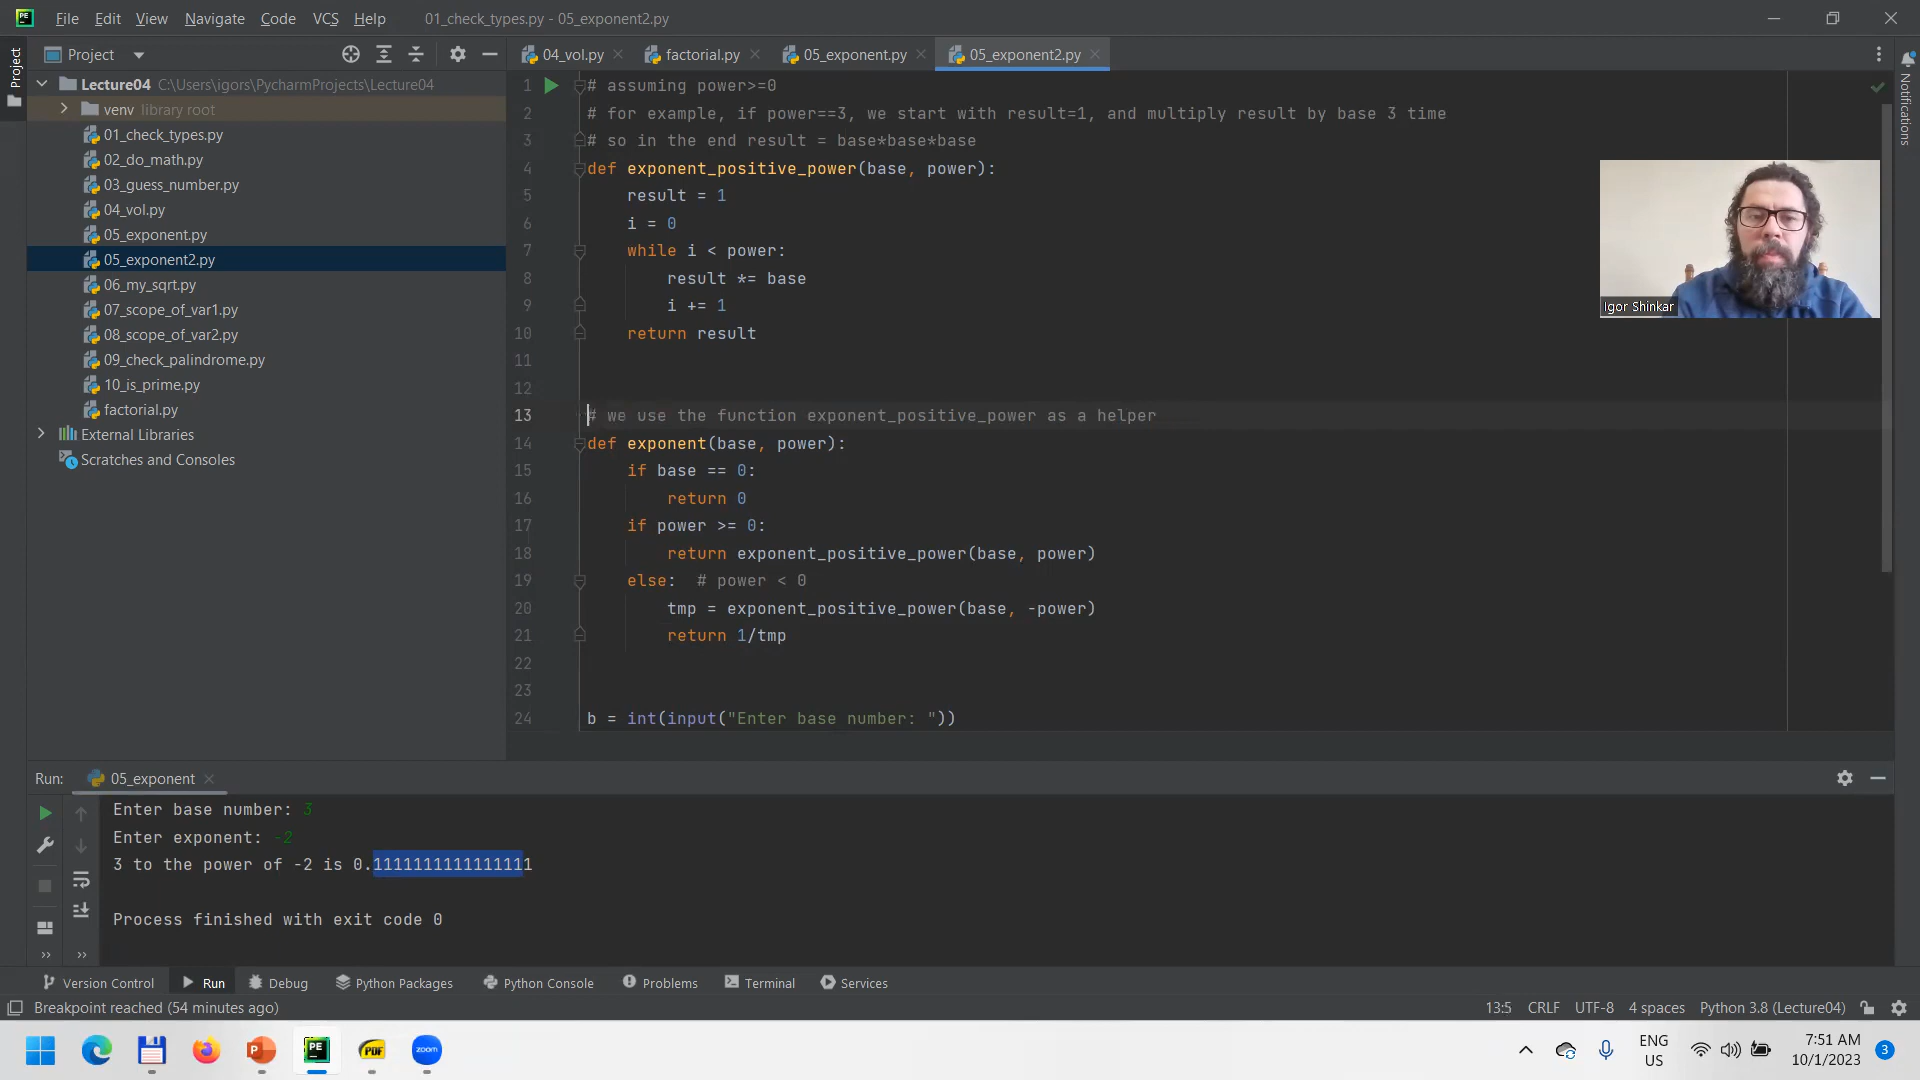 File Edit View Navigate Code VCS Help 01_check_types.py - 05_exponent2.py
Project
04_vol.py factorial.py 05_exponent.py 05_exponent2.py
Project
Notifications
Lecture04 C:\Users\igors\PycharmProjects\Lecture04
venv library root
01_check_types.py
02_do_math.py
03_guess_number.py
04_vol.py
05_exponent.py
05_exponent2.py
06_my_sqrt.py
07_scope_of_var1.py
08_scope_of_var2.py
09_check_palindrome.py
10_is_prime.py
factorial.py
External Libraries
Scratches and Consoles
1 # assuming power>=0
2 # for example, if power==3, we start with result=1, and multiply result by base 3 time
3 # so in the end result = base*base*base
4 def exponent_positive_power(base, power):
5 result = 1
6 i = 0
7 while i < power:
8 result *= base
9 i += 1
10 return result
11
12
13 # we use the function exponent_positive_power as a helper
14 def exponent(base, power):
15 if base == 0:
16 return 0
17 if power >= 0:
18 return exponent_positive_power(base, power)
19 else: # power < 0
20 tmp = exponent_positive_power(base, -power)
21 return 1/tmp
22
23
24 b = int(input("Enter base number: "))
Igor Shinkar
Run: 05_exponent
Enter base number: 3
Enter exponent: -2
3 to the power of -2 is 0.1111111111111111
Process finished with exit code 0
Version Control Run Debug Python Packages Python Console Problems Terminal Services
Breakpoint reached (54 minutes ago) 13:5 CRLF UTF-8 4 spaces Python 3.8 (Lecture04)
PE PDF zoom
ENG
US
7:51 AM
10/1/2023
3